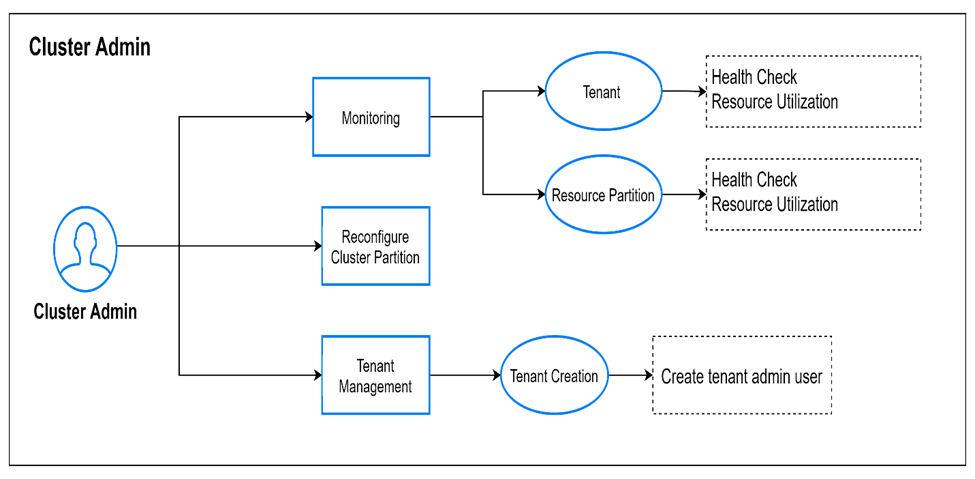 Cluster Admin
Monitoring
Tenant
Health Check
Resource Utilization
Resource Partition
Health Check
Resource Utilization
Reconfigure
Cluster Partition
Cluster Admin
Tenant
Management
Tenant Creation
Create tenant admin user